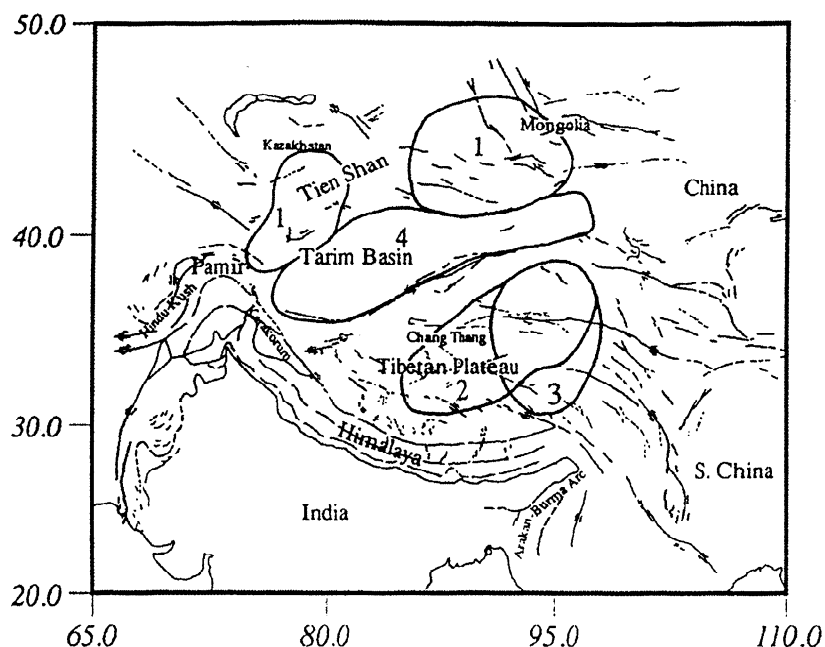 50.0
Mongolia
1
Kazakhstan
Tien Shan
China
1
40.0
4
Tarim Basin
Pamir
Hindu-Kush
Karakorum
Chang Thang
Tibetan Plateau
2
3
30.0
Himalaya
S. China
India
Arakan-Burma Arc
20.0
65.0
80.0
95.0
110.0